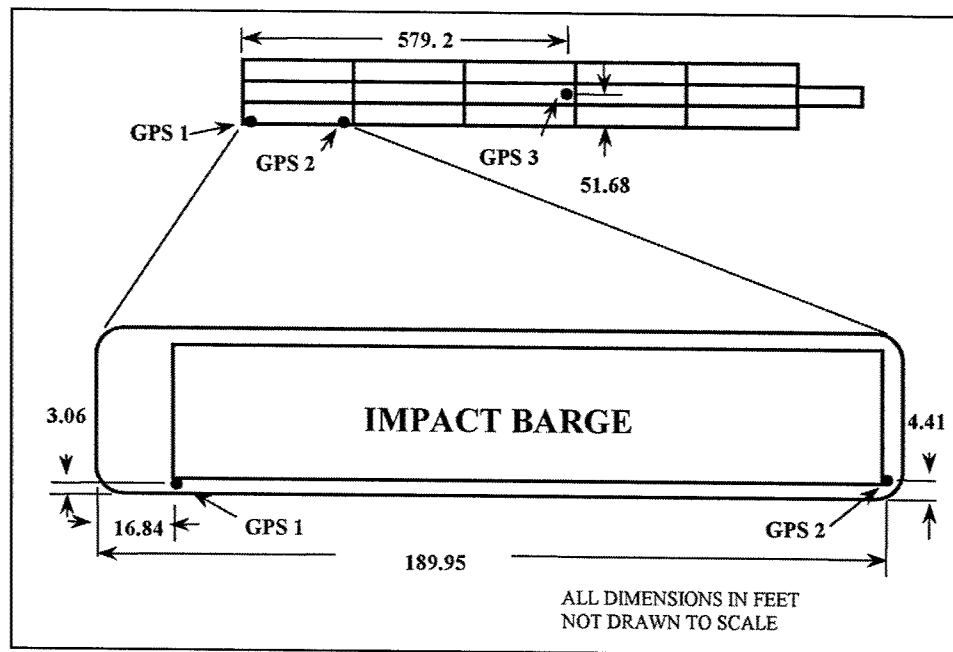 579. 2
GPS 1
GPS 2
GPS 3
51.68
3.06
IMPACT BARGE
4.41
16.84
GPS 1
GPS 2
189.95
ALL DIMENSIONS IN FEET
NOT DRAWN TO SCALE